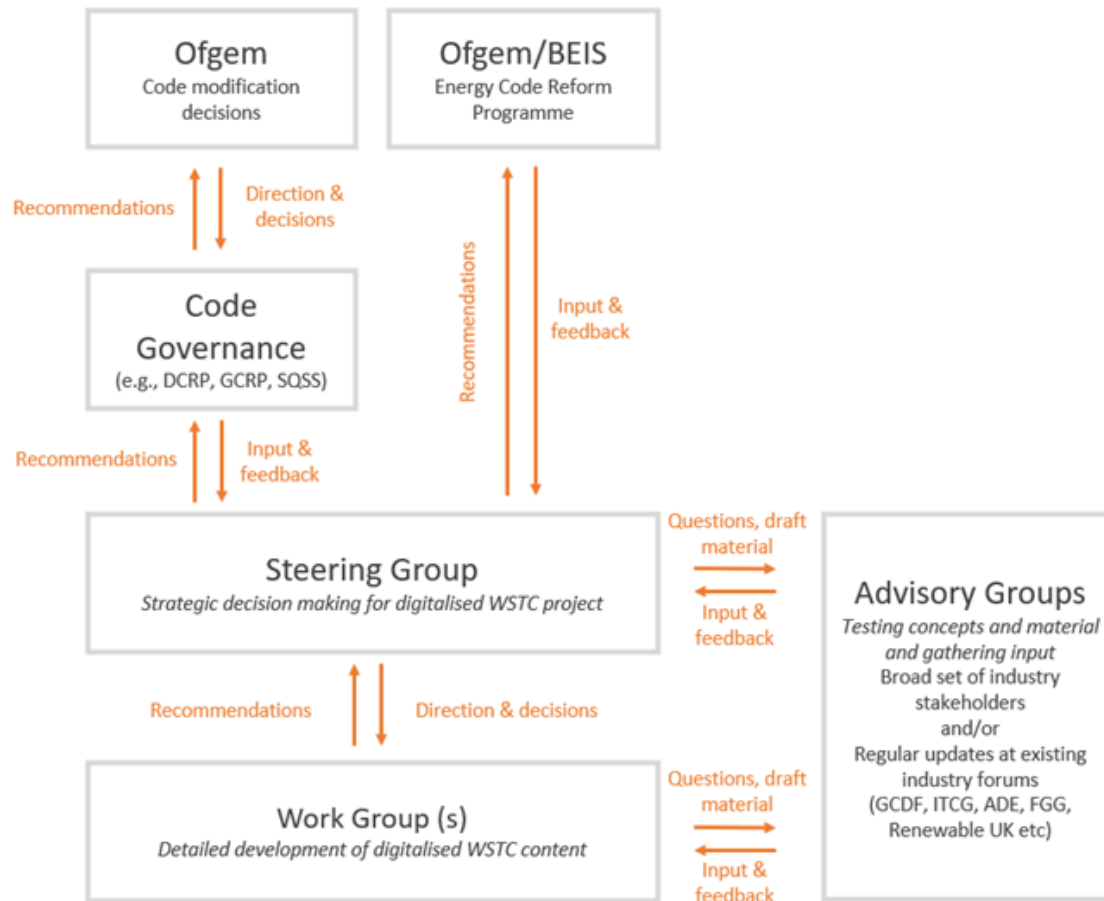 Ofgem
Code modification
decisions
Ofgem/BEIS
Energy Code Reform
Programme
Recommendations
Direction &
decisions
Code
Governance
(e.g., DCRP, GCRP, SQSS)
Recommendations
Input &
feedback
Recommendations
Input &
feedback
Steering Group
Strategic decision making for digitalised WSTC project
Questions, draft
material
Input &
feedback
Advisory Groups
Testing concepts and material
and gathering input
Broad set of industry
stakeholders
and/or
Regular updates at existing
industry forums
(GCDF, ITCG, ADE, FGG,
Renewable UK etc)
Recommendations
Direction & decisions
Work Group (s)
Detailed development of digitalised WSTC content
Questions, draft
material
Input &
feedback